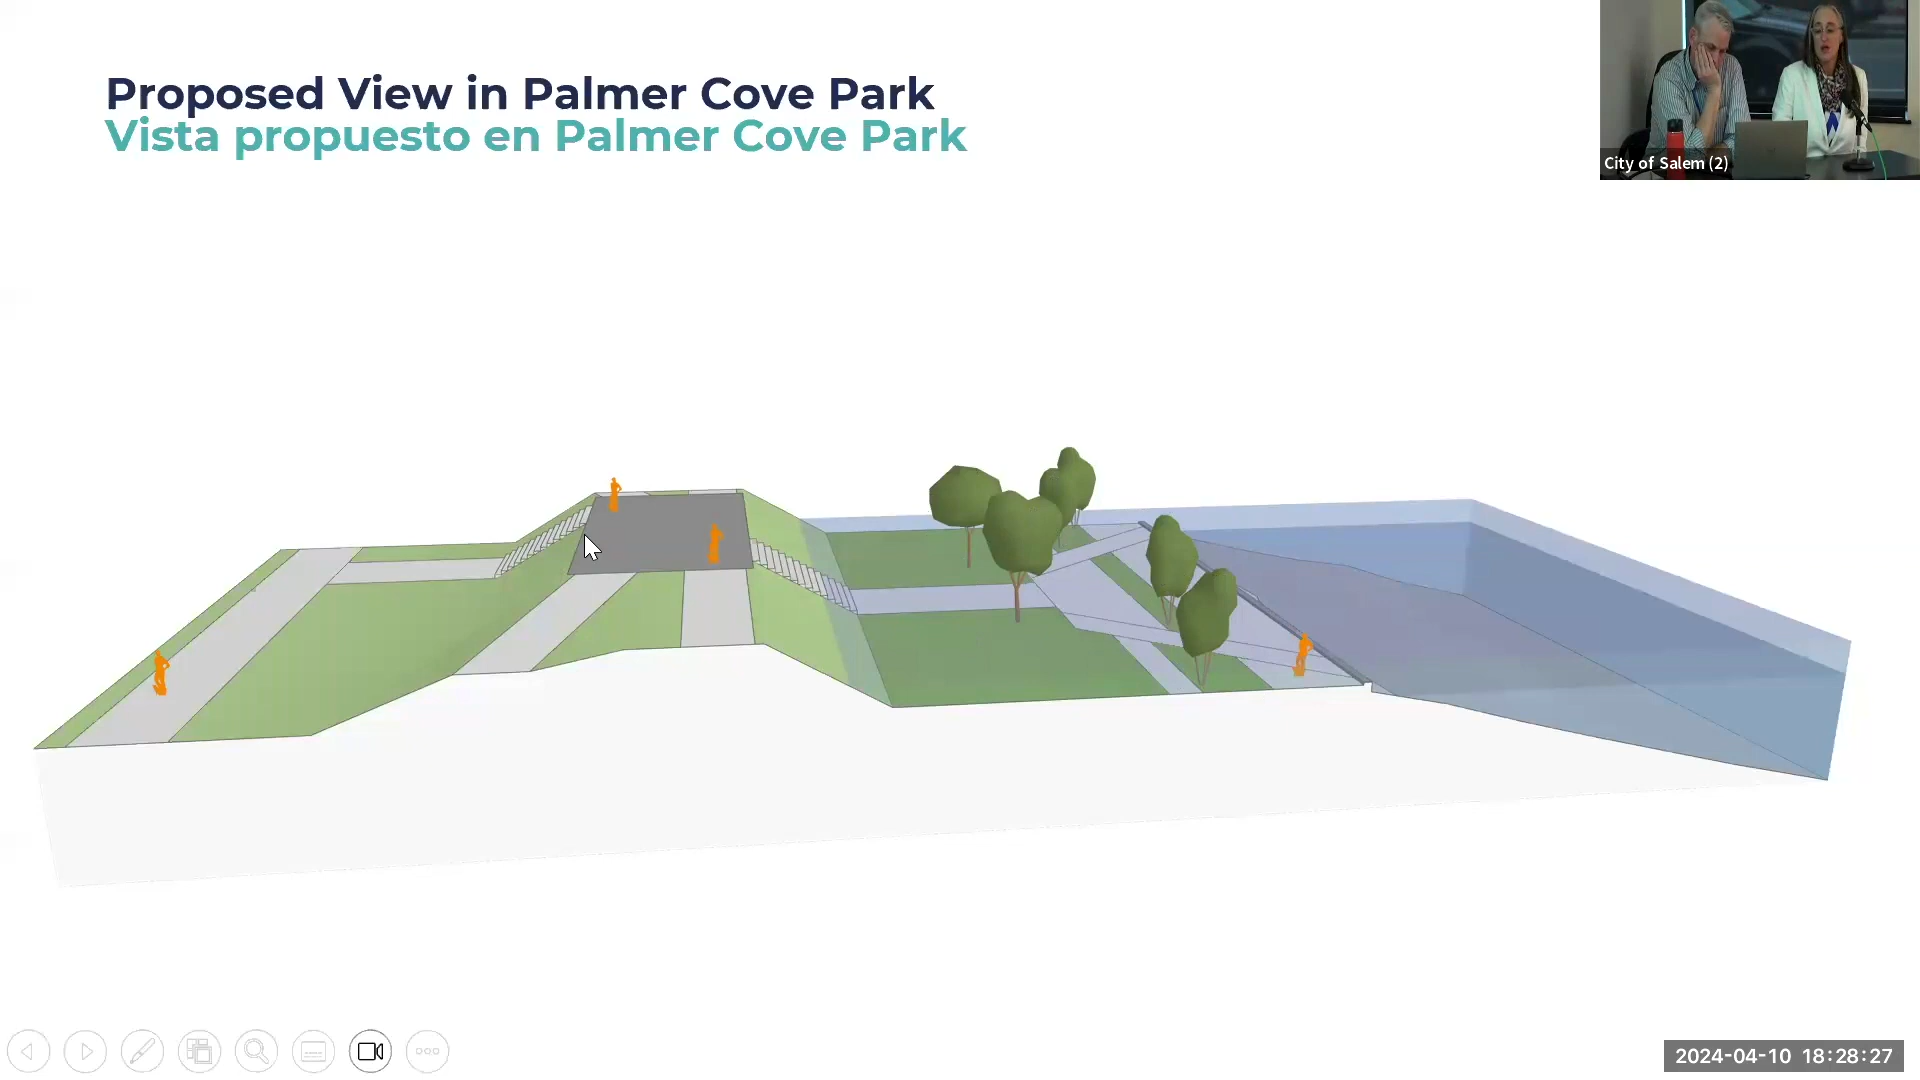 Proposed View in Palmer Cove Park
Vista propuesto en Palmer Cove Park
City of Salem (2)
2024-04-10 18:28:27